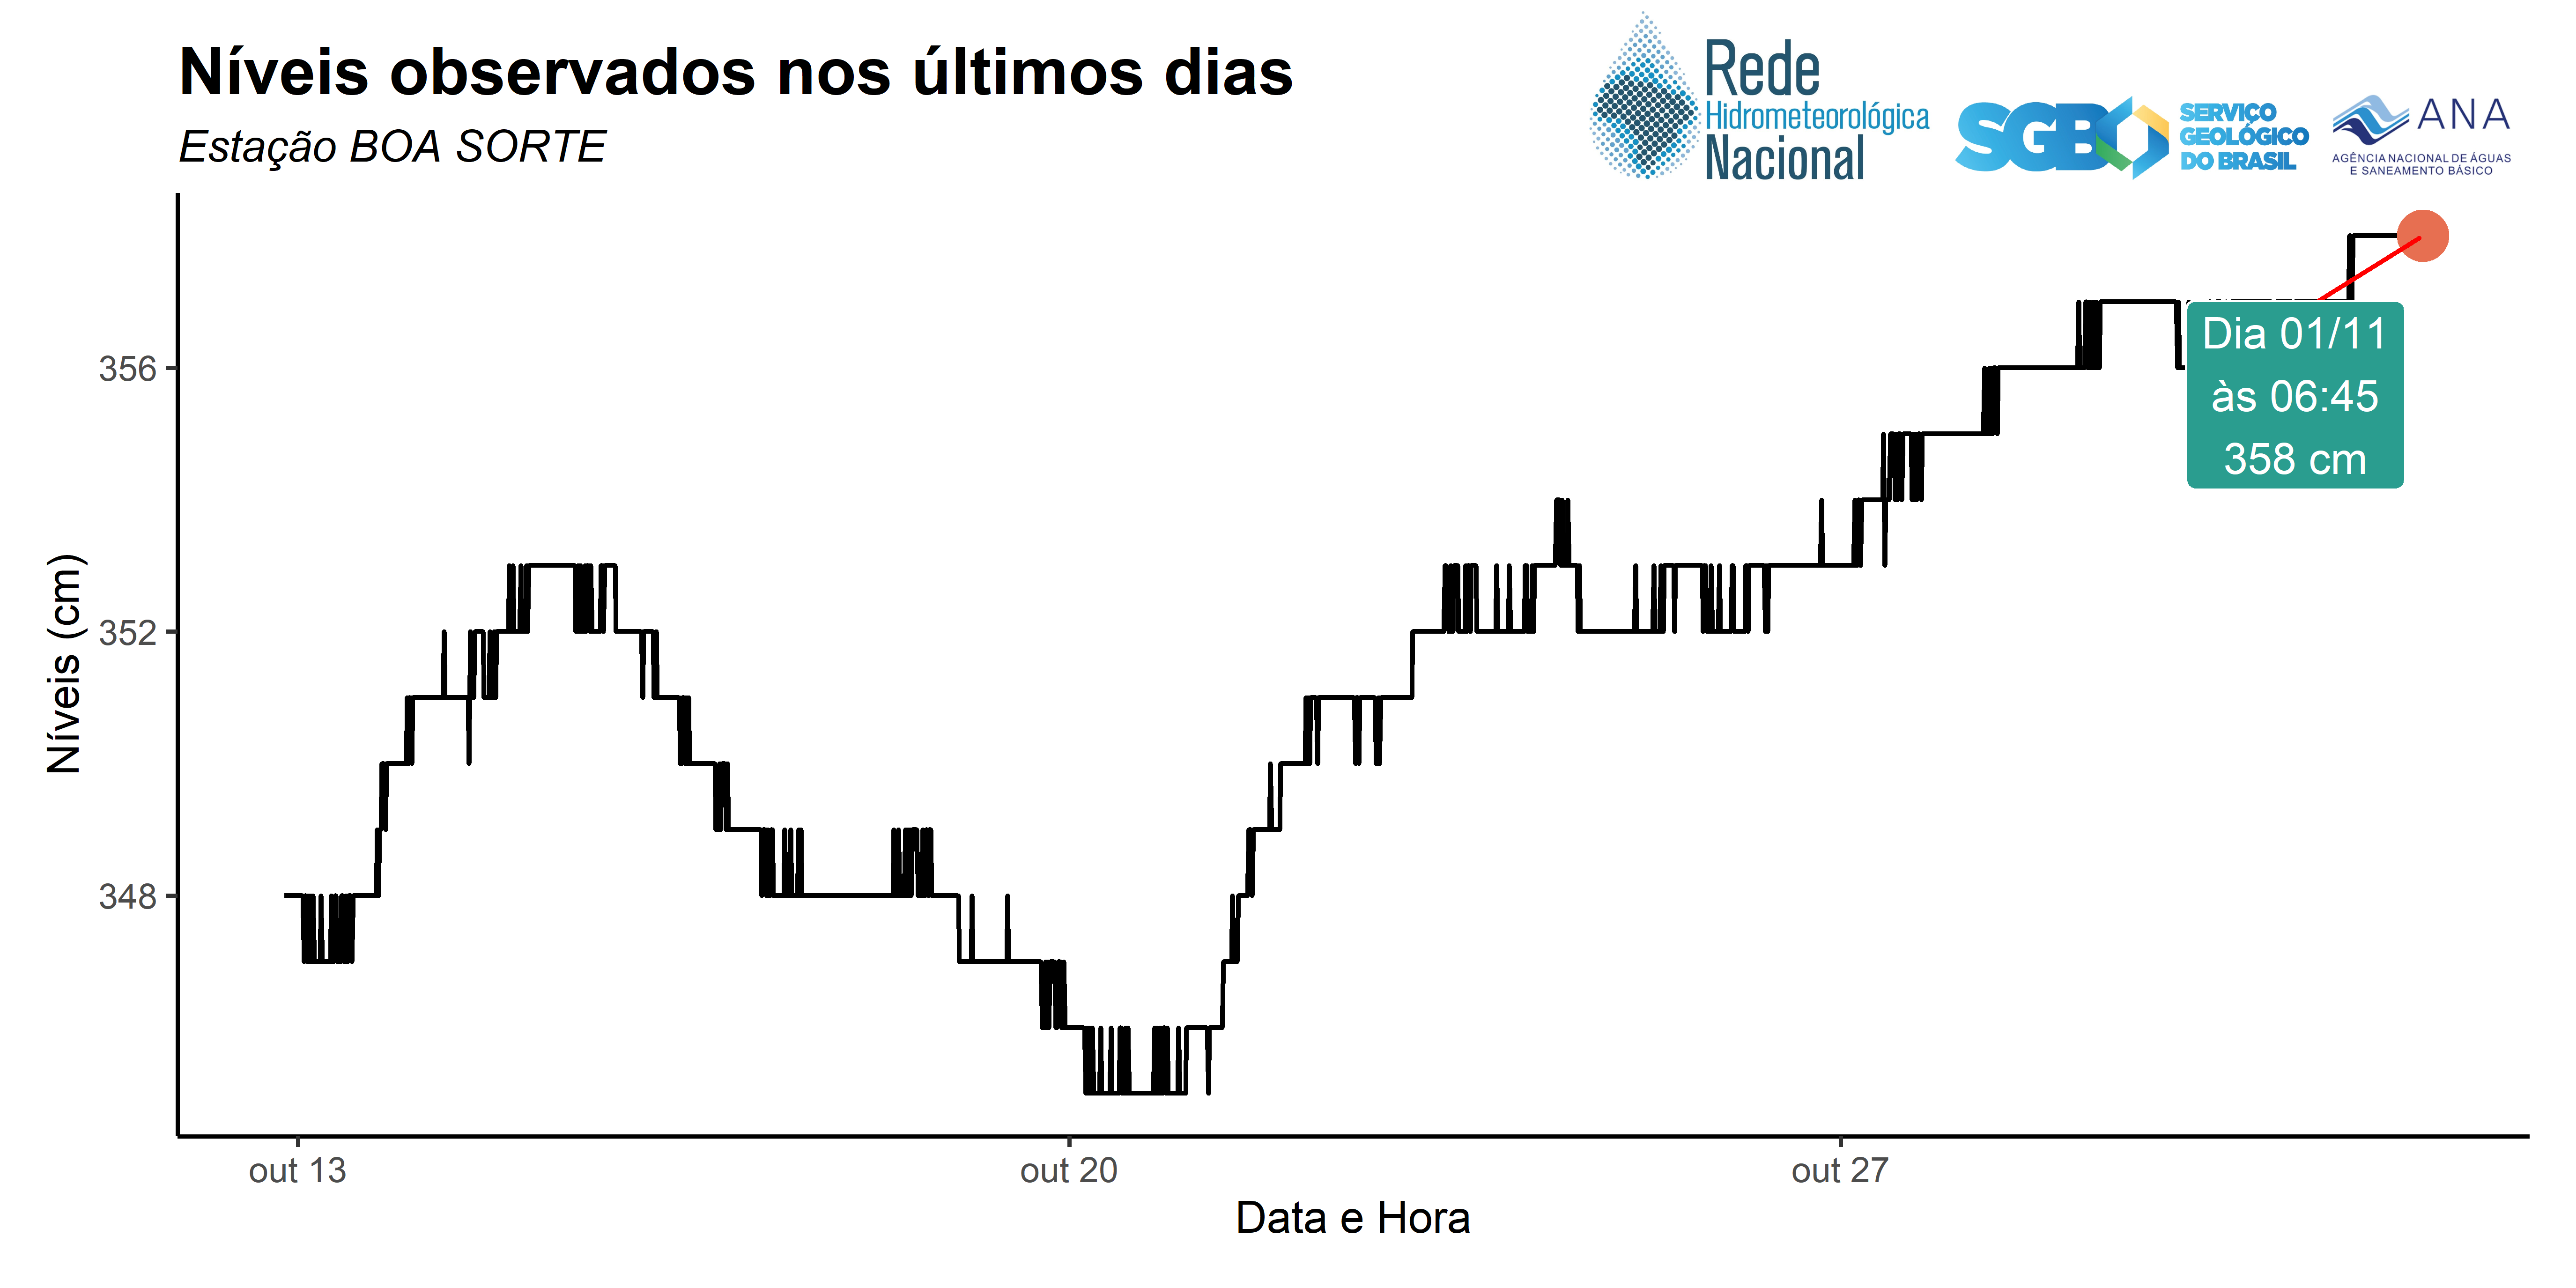 Níveis observados nos últimos dias
Estação BOA SORTE
Rede
Hidrometeorológica
Nacional
SGB
SERVIÇO
GEOLÓGICO
DO BRASIL
ANA
AGÊNCIA NACIONAL DE ÁGUAS
E SANEAMENTO BÁSICO
Dia 01/11
às 06:45
358 cm
Níveis (cm)
356
352
348
out 13
out 20
out 27
Data e Hora